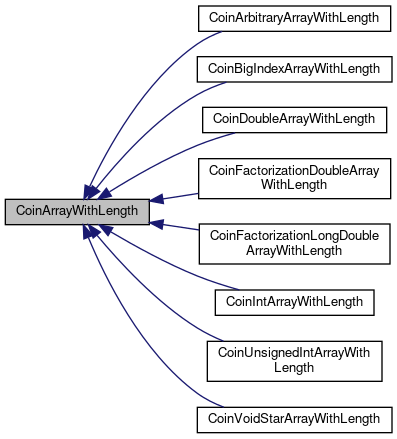 CoinArbitraryArrayWithLength
CoinBigIndexArrayWithLength
CoinDoubleArrayWithLength
CoinFactorizationDoubleArray
WithLength
CoinArrayWithLength
CoinFactorizationLongDouble
ArrayWithLength
CoinIntArrayWithLength
CoinUnsignedIntArrayWith
Length
CoinVoidStarArrayWithLength